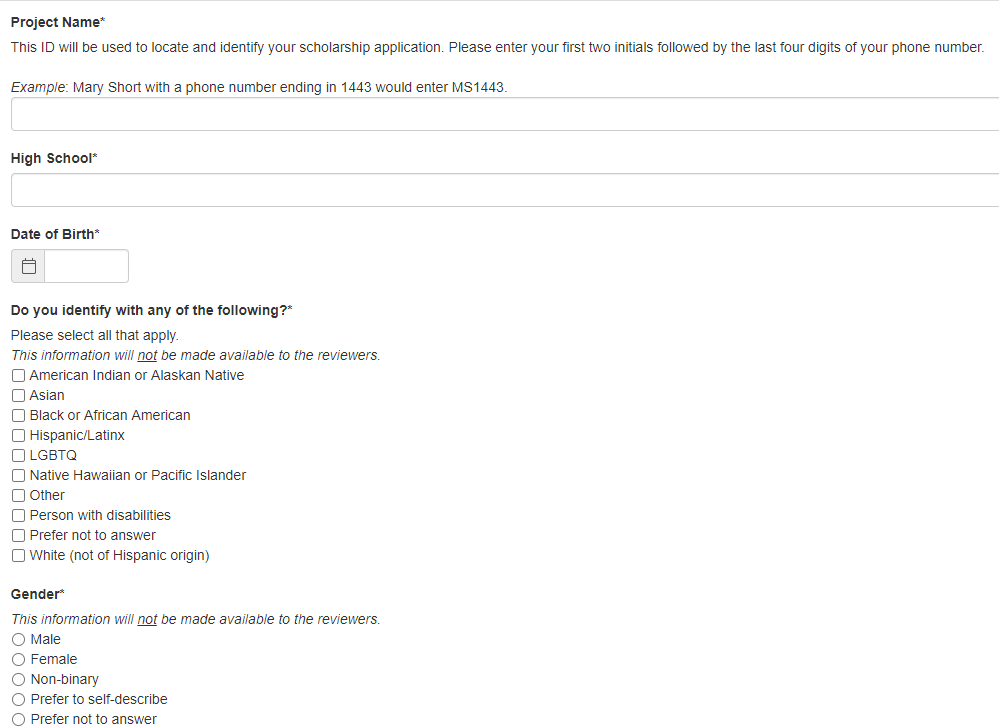 Project Name*
This ID will be used to locate and identify your scholarship application. Please enter your first two initials followed by the last four digits of your phone number.
Example: Mary Short with a phone number ending in 1443 would enter MS1443.
High School*
Date of Birth*
Do you identify with any of the following?*
Please select all that apply.
This information will not be made available to the reviewers.
American Indian or Alaskan Native
Asian
Black or African American
Hispanic/Latinx
LGBTQ
Native Hawaiian or Pacific Islander
Other
Person with disabilities
Prefer not to answer
White (not of Hispanic origin)
Gender*
This information will not be made available to the reviewers.
Male
Female
Non-binary
Prefer to self-describe
Prefer not to answer